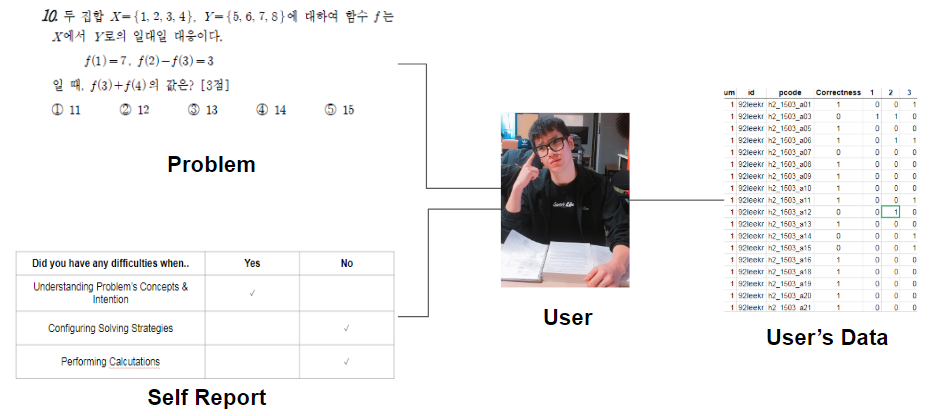 10. 두 집합 X={1, 2, 3, 4}, Y={5, 6, 7, 8}에 대하여 함수 f는
X에서 Y로의 일대일 대응이다.
f(1)=7, f(2)-f(3)=3
일 때, f(3)+f(4)의 값은? [3점]
① 11 ② 12 ③ 13 ④ 14 ⑤ 15
Problem
Did you have any difficulties when.. Yes No
Understanding Problem's Concepts &
Intention ✓
Configuring Solving Strategies ✓
Performing Calcutations ✓
Self Report
User
um id pcode Correctness 1 2 3
1 92leekr h2_1503_a01 1 0 0 1
1 92leekr h2_1503_a03 0 1 1 0
1 92leekr h2_1503_a05 1 0 0 0
1 92leekr h2_1503_a06 1 0 1 1
1 92leekr h2_1503_a07 0 0 0 0
1 92leekr h2_1503_a08 1 0 0 0
1 92leekr h2_1503_a09 1 0 0 0
1 92leekr h2_1503_a10 1 0 0 0
1 92leekr h2_1503_a11 1 0 0 1
1 92leekr h2_1503_a12 0 0 1 0
1 92leekr h2_1503_a13 1 0 0 0
1 92leekr h2_1503_a14 0 0 0 1
1 92leekr h2_1503_a15 0 0 0 1
1 92leekr h2_1503_a16 1 0 0 0
1 92leekr h2_1503_a18 1 0 0 0
1 92leekr h2_1503_a19 1 0 0 0
1 92leekr h2_1503_a20 1 0 0 0
1 92leekr h2_1503_a21 1 0 0 0
User's Data